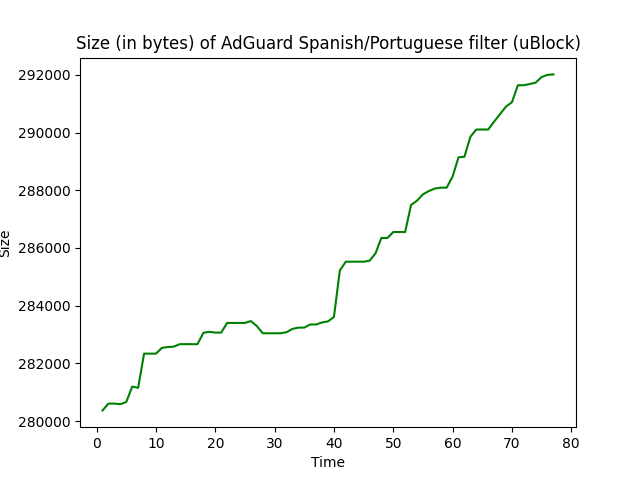 Size (in bytes) of AdGuard Spanish/Portuguese filter (uBlock)
292000
290000
288000
286000
284000
282000
280000
Size
0 10 20 30 40 50 60 70 80
Time